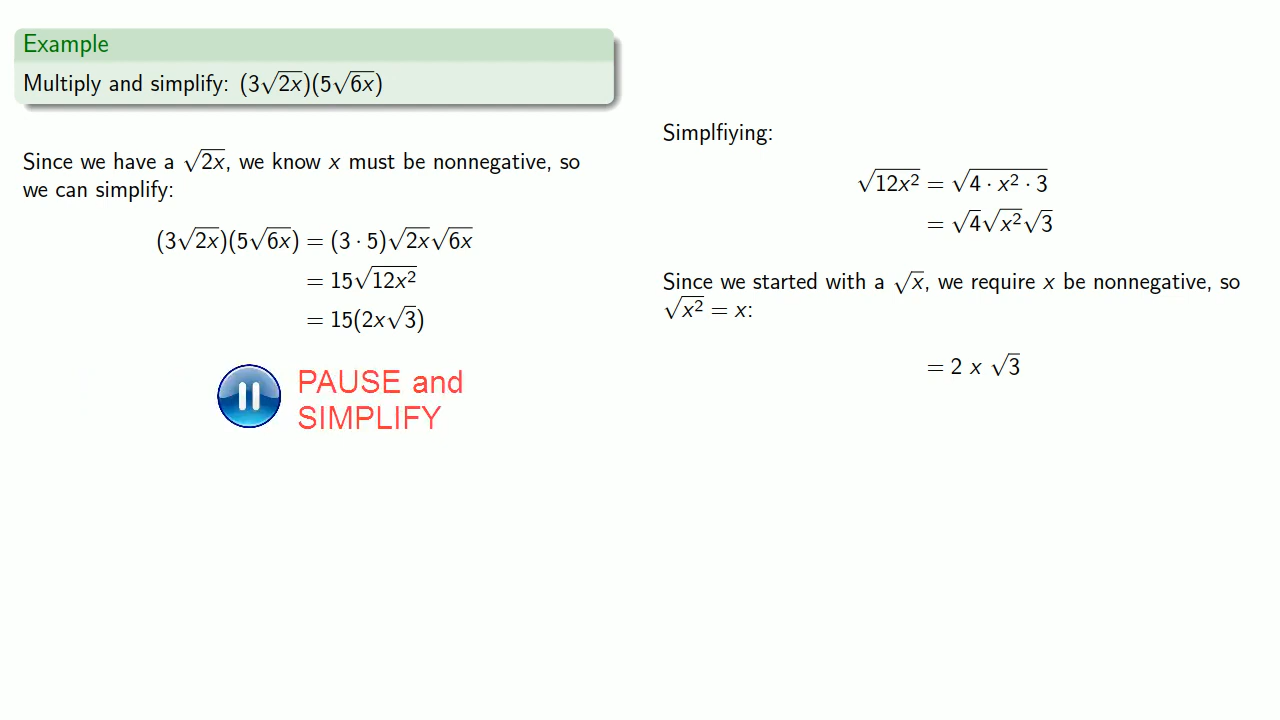 Example
Multiply and simplify: (3√2x)(5√6x)
Since we have a √2x, we know x must be nonnegative, so
we can simplify:
(3√2x)(5√6x) = (3 · 5)√2x√6x
= 15√12x²
= 15(2x√3)
PAUSE and
SIMPLIFY
Simplfiying:
√12x² = √4 · x² · 3
= √4√x²√3
Since we started with a √x, we require x be nonnegative, so
√x² = x:
= 2 x √3